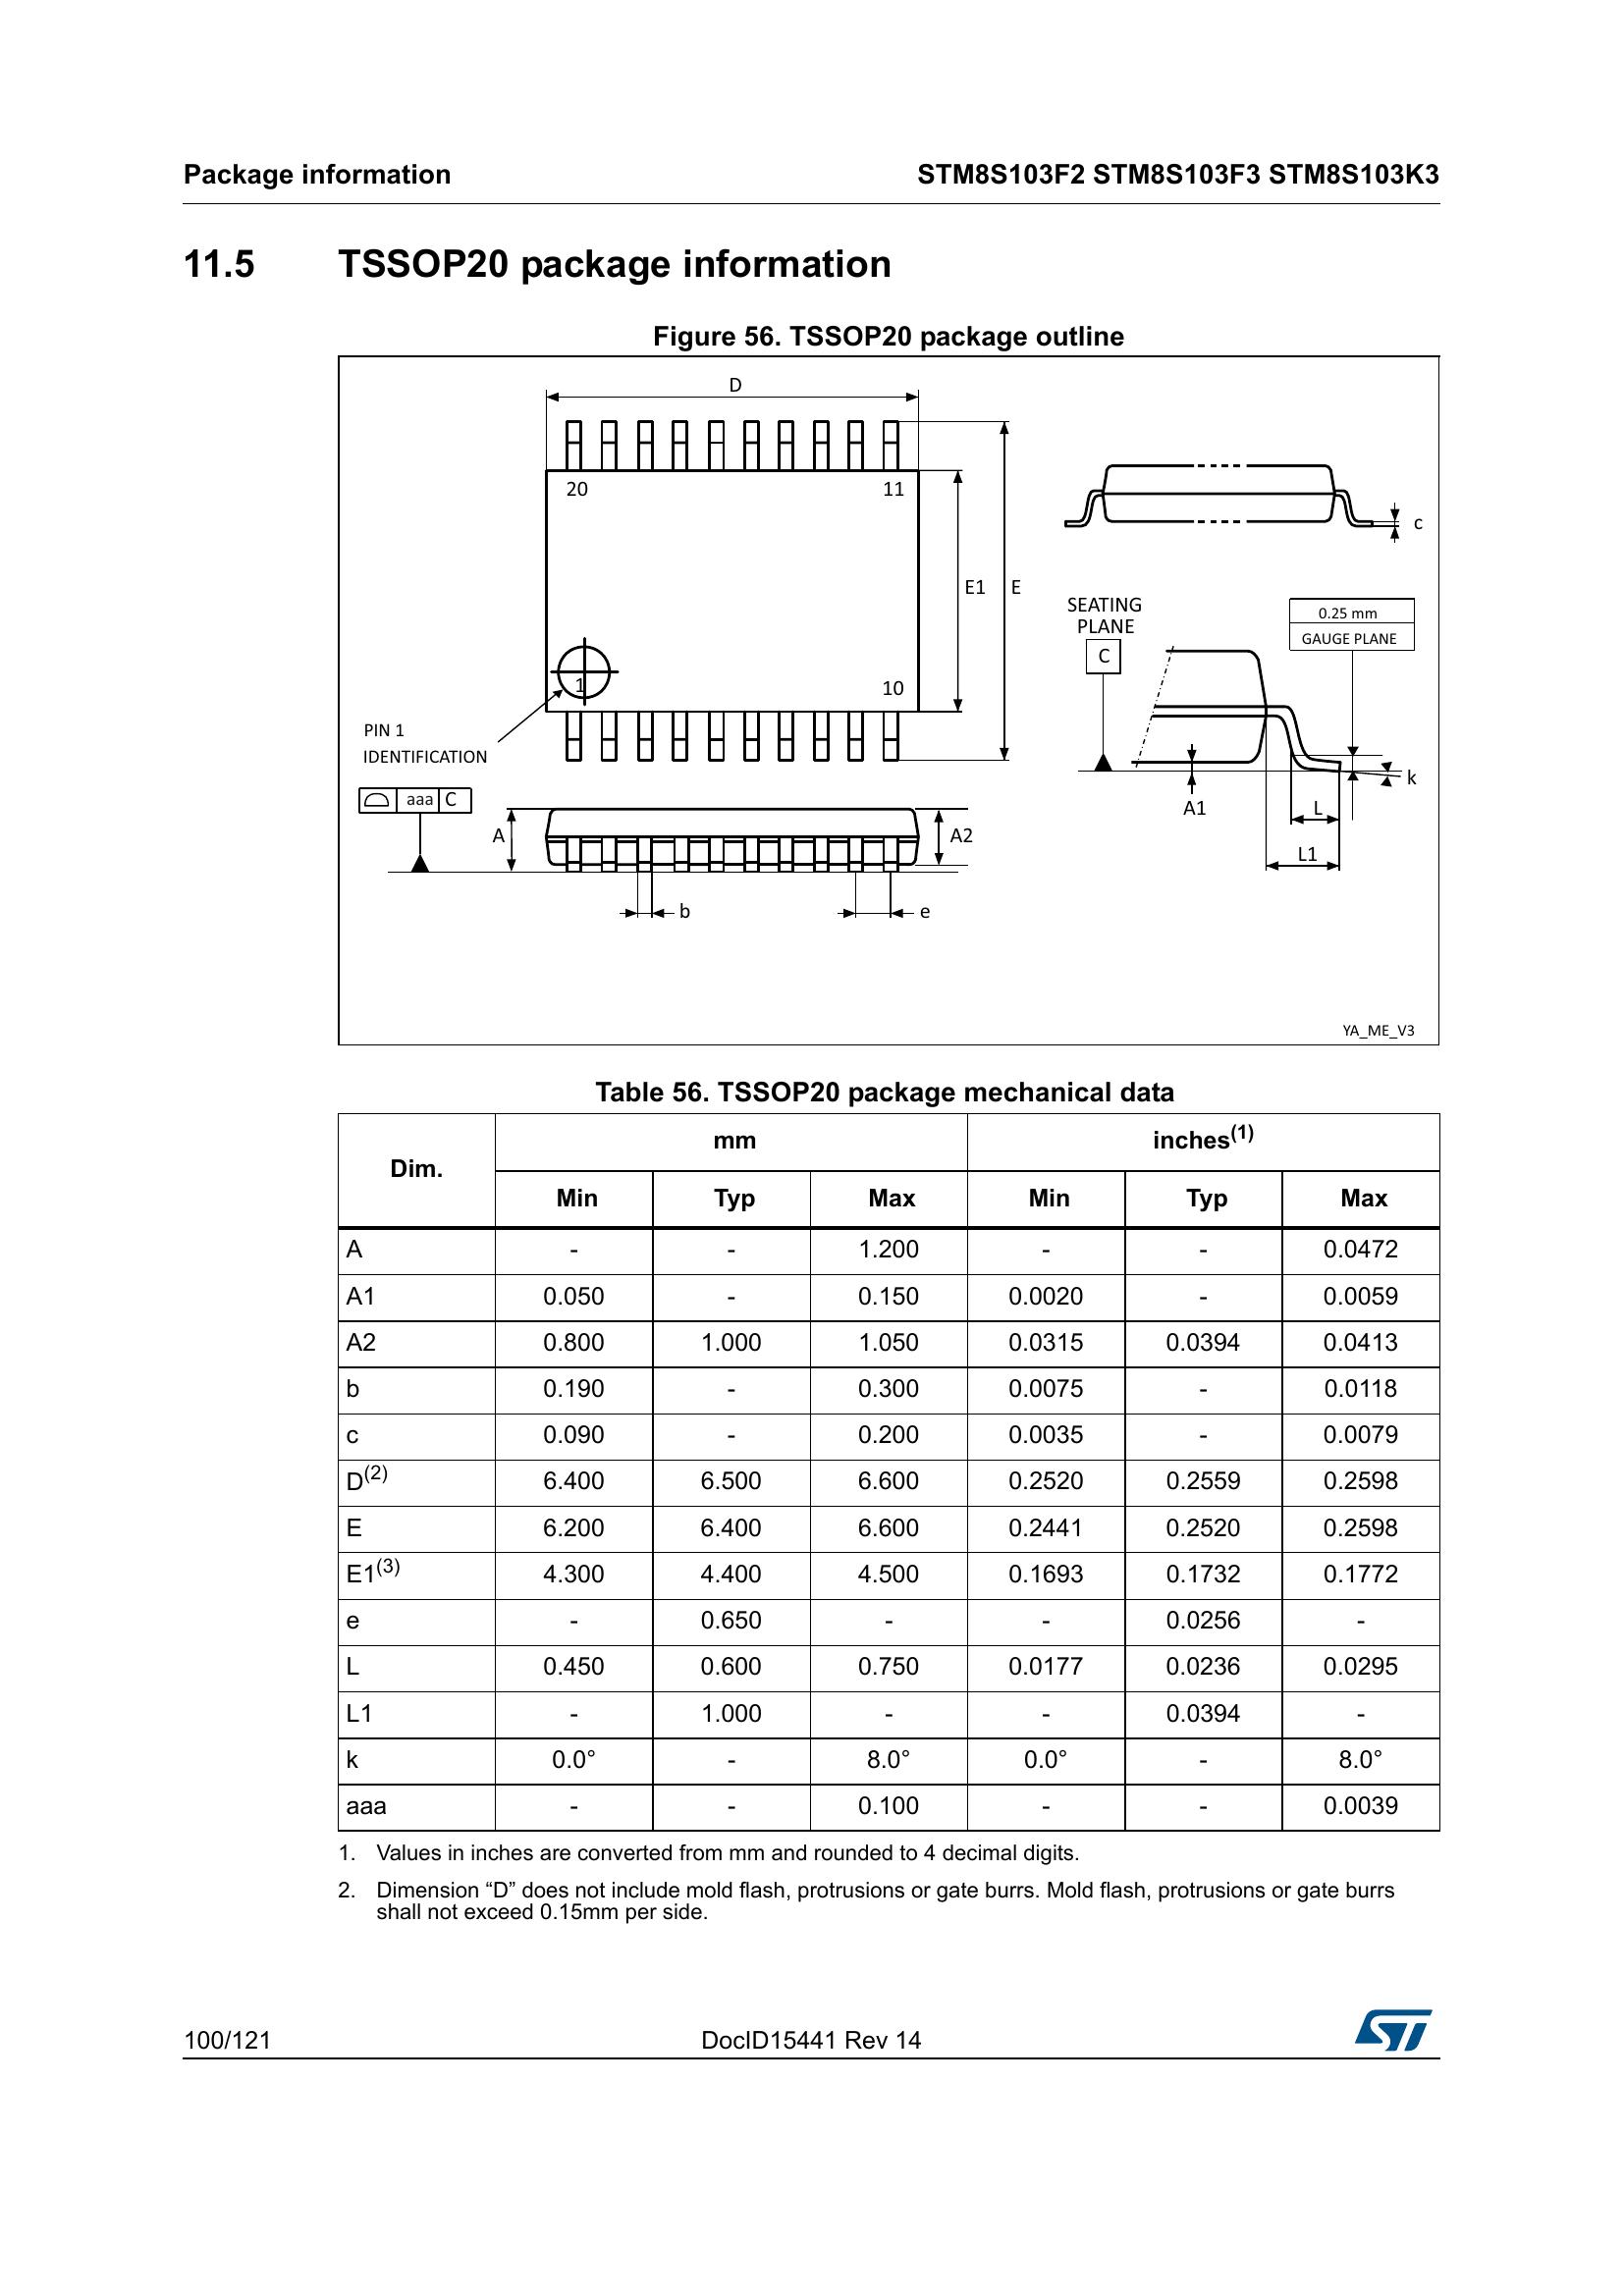 Package information STM8S103F2 STM8S103F3 STM8S103K3
11.5 TSSOP20 package information
Figure 56. TSSOP20 package outline
D
20 11
c
E1 E
SEATING
PLANE
C
0.25 mm
GAUGE PLANE
1 10
PIN 1
IDENTIFICATION
k
aaa C
A A2
A1 L
L1
b e
YA_ME_V3
Table 56. TSSOP20 package mechanical data
Dim. mm inches(1)
Min Typ Max Min Typ Max
A - - 1.200 - - 0.0472
A1 0.050 - 0.150 0.0020 - 0.0059
A2 0.800 1.000 1.050 0.0315 0.0394 0.0413
b 0.190 - 0.300 0.0075 - 0.0118
c 0.090 - 0.200 0.0035 - 0.0079
D(2) 6.400 6.500 6.600 0.2520 0.2559 0.2598
E 6.200 6.400 6.600 0.2441 0.2520 0.2598
E1(3) 4.300 4.400 4.500 0.1693 0.1732 0.1772
e - 0.650 - - 0.0256 -
L 0.450 0.600 0.750 0.0177 0.0236 0.0295
L1 - 1.000 - - 0.0394 -
k 0.0° - 8.0° 0.0° - 8.0°
aaa - - 0.100 - - 0.0039
1. Values in inches are converted from mm and rounded to 4 decimal digits.
2. Dimension “D” does not include mold flash, protrusions or gate burrs. Mold flash, protrusions or gate burrs
shall not exceed 0.15mm per side.
100/121 DocID15441 Rev 14 ST